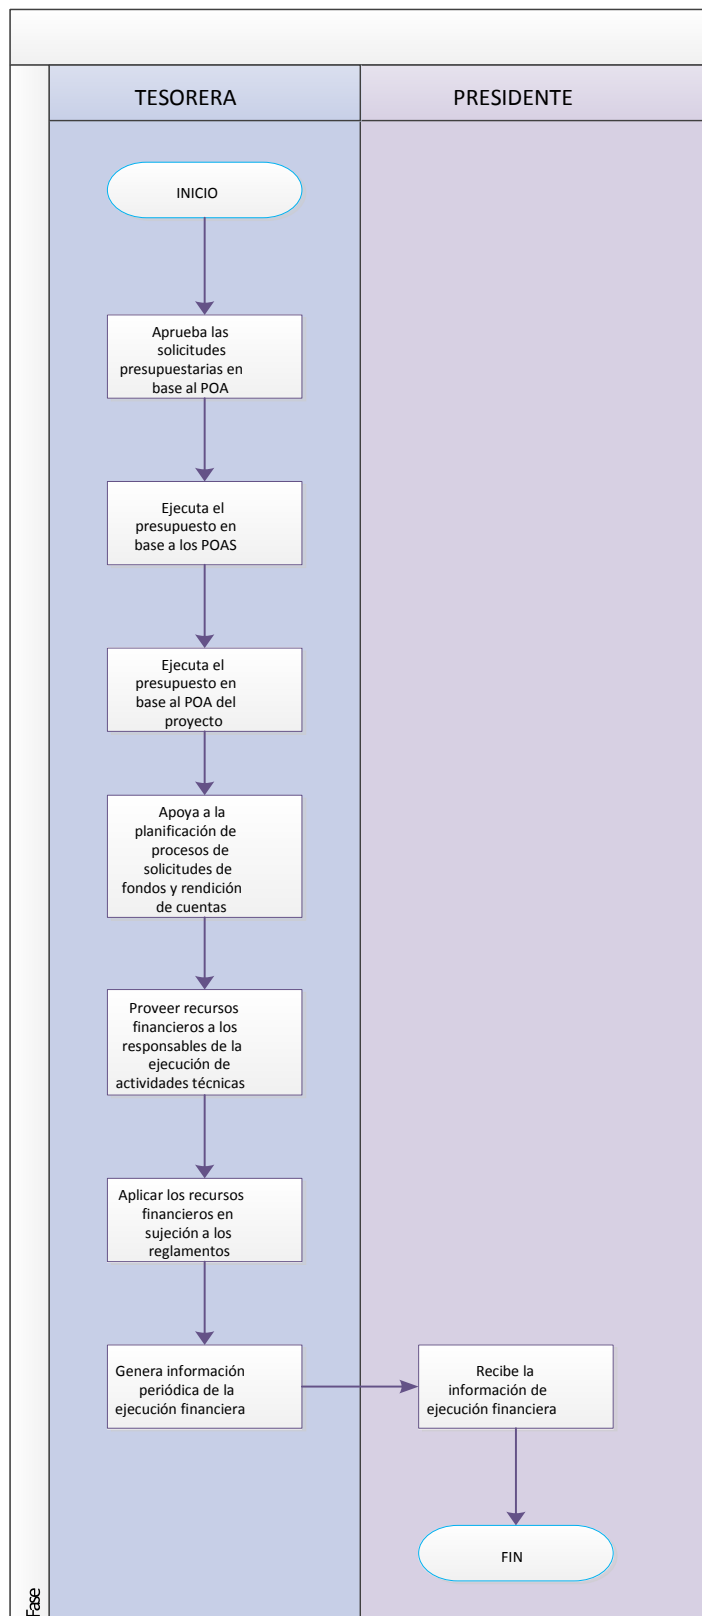 TESORERA
PRESIDENTE
INICIO
Aprueba las
solicitudes
presupuestarias en
base al POA
Ejecuta el
presupuesto en
base a los POAS
Ejecuta el
presupuesto en
base al POA del
proyecto
Apoya a la
planificación de
procesos de
solicitudes de
fondos y rendición
de cuentas
Proveer recursos
financieros a los
responsables de la
ejecución de
actividades técnicas
Aplicar los recursos
financieros en
sujeción a los
reglamentos
Genera información
periódica de la
ejecución financiera
Recibe la
información de
ejecución financiera
FIN
Fase